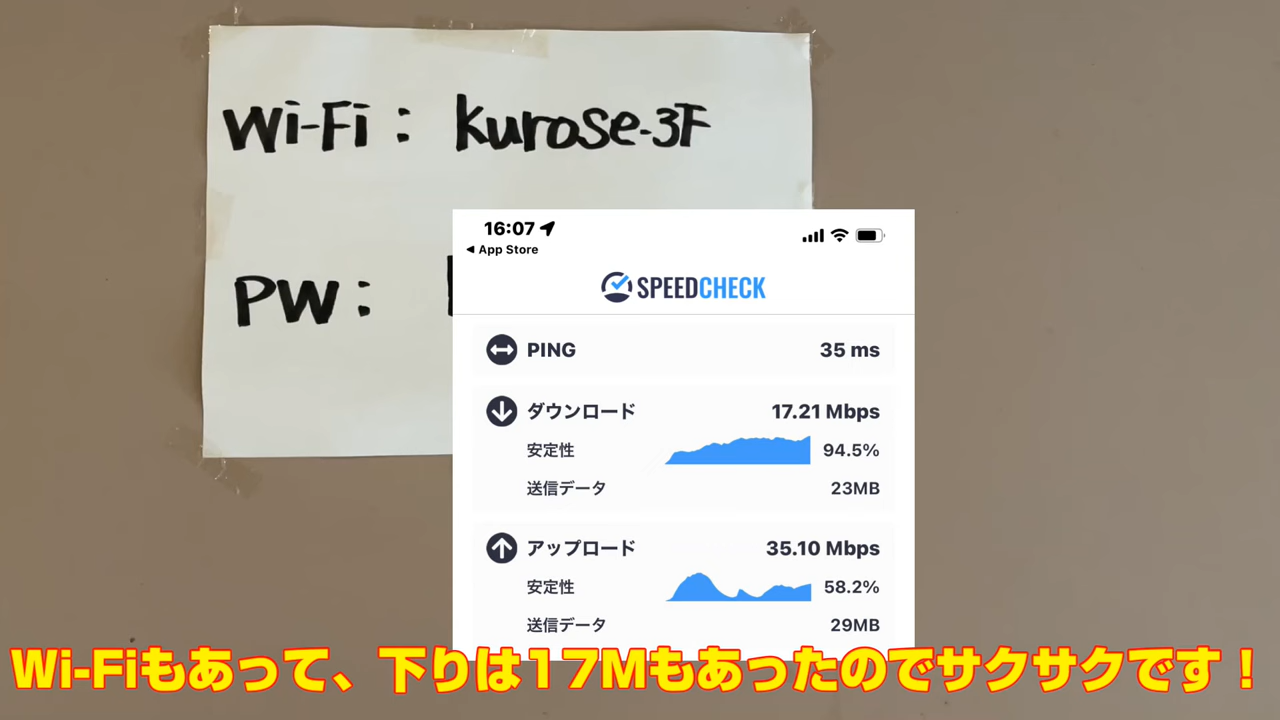 Wi-Fi: kurose-3F
PW:
16:07
◀ App Store
SPEEDCHECK
PING 35 ms
ダウンロード 17.21 Mbps
安定性 94.5%
送信データ 23MB
アップロード 35.10 Mbps
安定性 58.2%
送信データ 29MB
Wi-Fiもあって、下りは17Mもあったのでサクサクです！